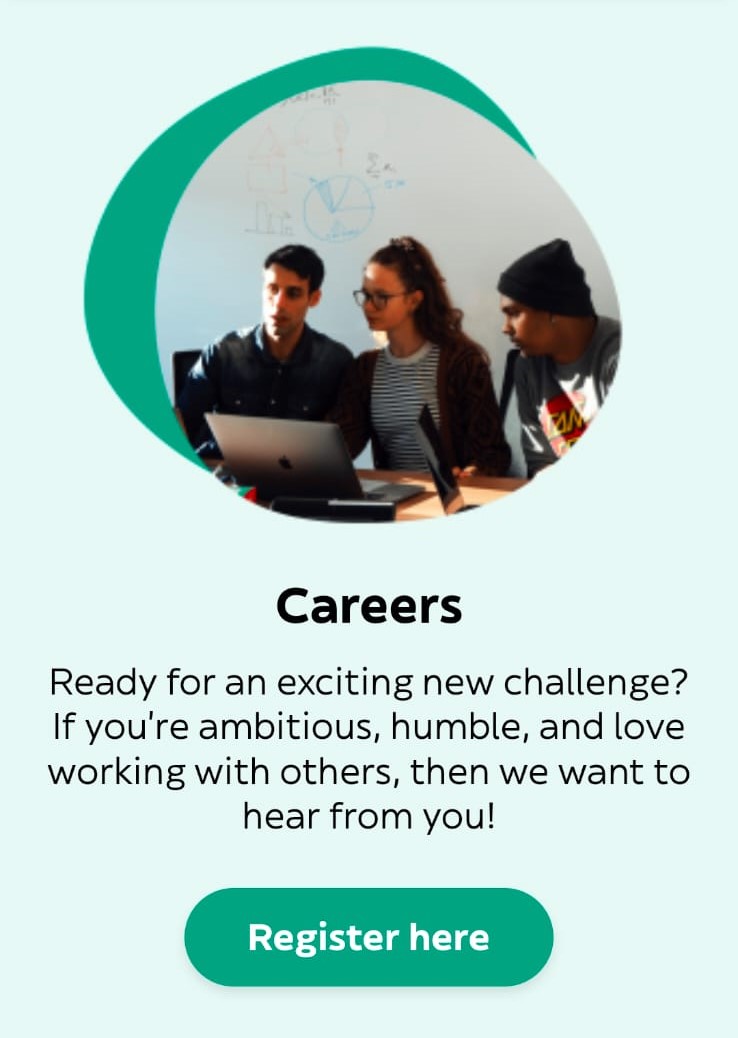 Careers
Ready for an exciting new challenge?
If you're ambitious, humble, and love
working with others, then we want to
hear from you!
Register here